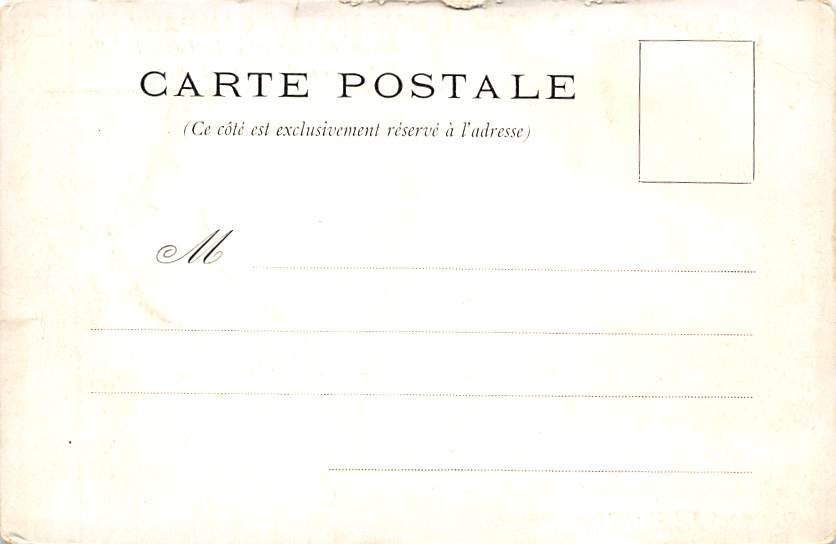 CARTE POSTALE
(Ce côté est exclusivement réservé à l'adresse)
M